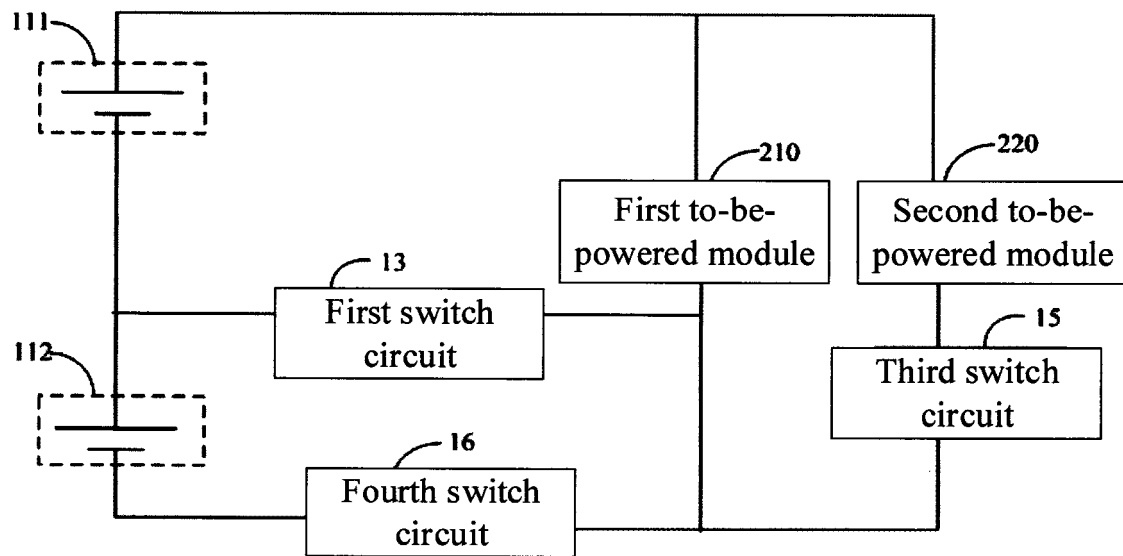 111
210
220
First to-be-
powered module
Second to-be-
powered module
13
First switch
circuit
15
Third switch
circuit
112
16
Fourth switch
circuit